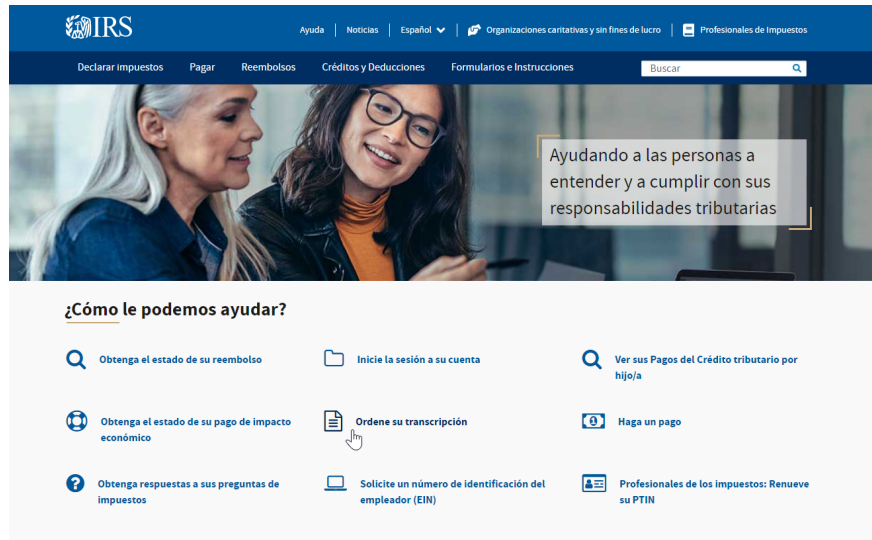 IRS
Ayuda
Noticias
Español
Organizaciones caritativas y sin fines de lucro
Profesionales de Impuestos
Declarar impuestos
Pagar
Reembolsos
Créditos y Deducciones
Formularios e Instrucciones
Buscar
Ayudando a las personas a
entender y a cumplir con sus
responsabilidades tributarias
¿Cómo le podemos ayudar?
Obtenga el estado de su reembolso
Inicie la sesión a su cuenta
Ver sus Pagos del Crédito tributario por
hijo/a
Obtenga el estado de su pago de impacto
económico
Ordene su transcripción
Haga un pago
Obtenga respuestas a sus preguntas de
impuestos
Solicite un número de identificación del
empleador (EIN)
Profesionales de los impuestos: Renueve
su PTIN